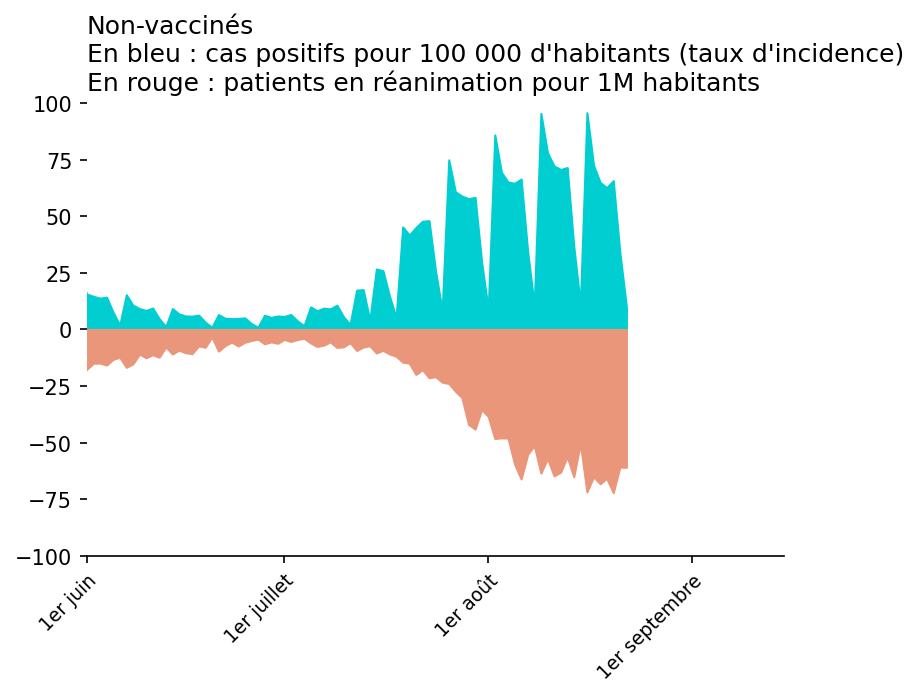 Non-vaccinés
En bleu : cas positifs pour 100 000 d'habitants (taux d'incidence)
En rouge : patients en réanimation pour 1M habitants
100
75
50
25
0
−25
−50
−75
−100
1er juin
1er juillet
1er août
1er septembre